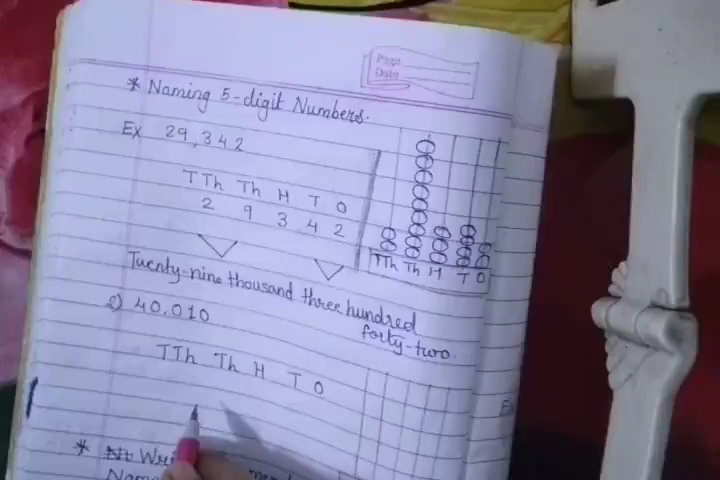 Page
Date
* Naming 5-digit Numbers.
Ex 29,342
T Th Th H T O
2 9 3 4 2
TTh Th H T O
Twenty-nine thousand three hundred
forty-two.
2) 40,010
TTh Th H T O
*